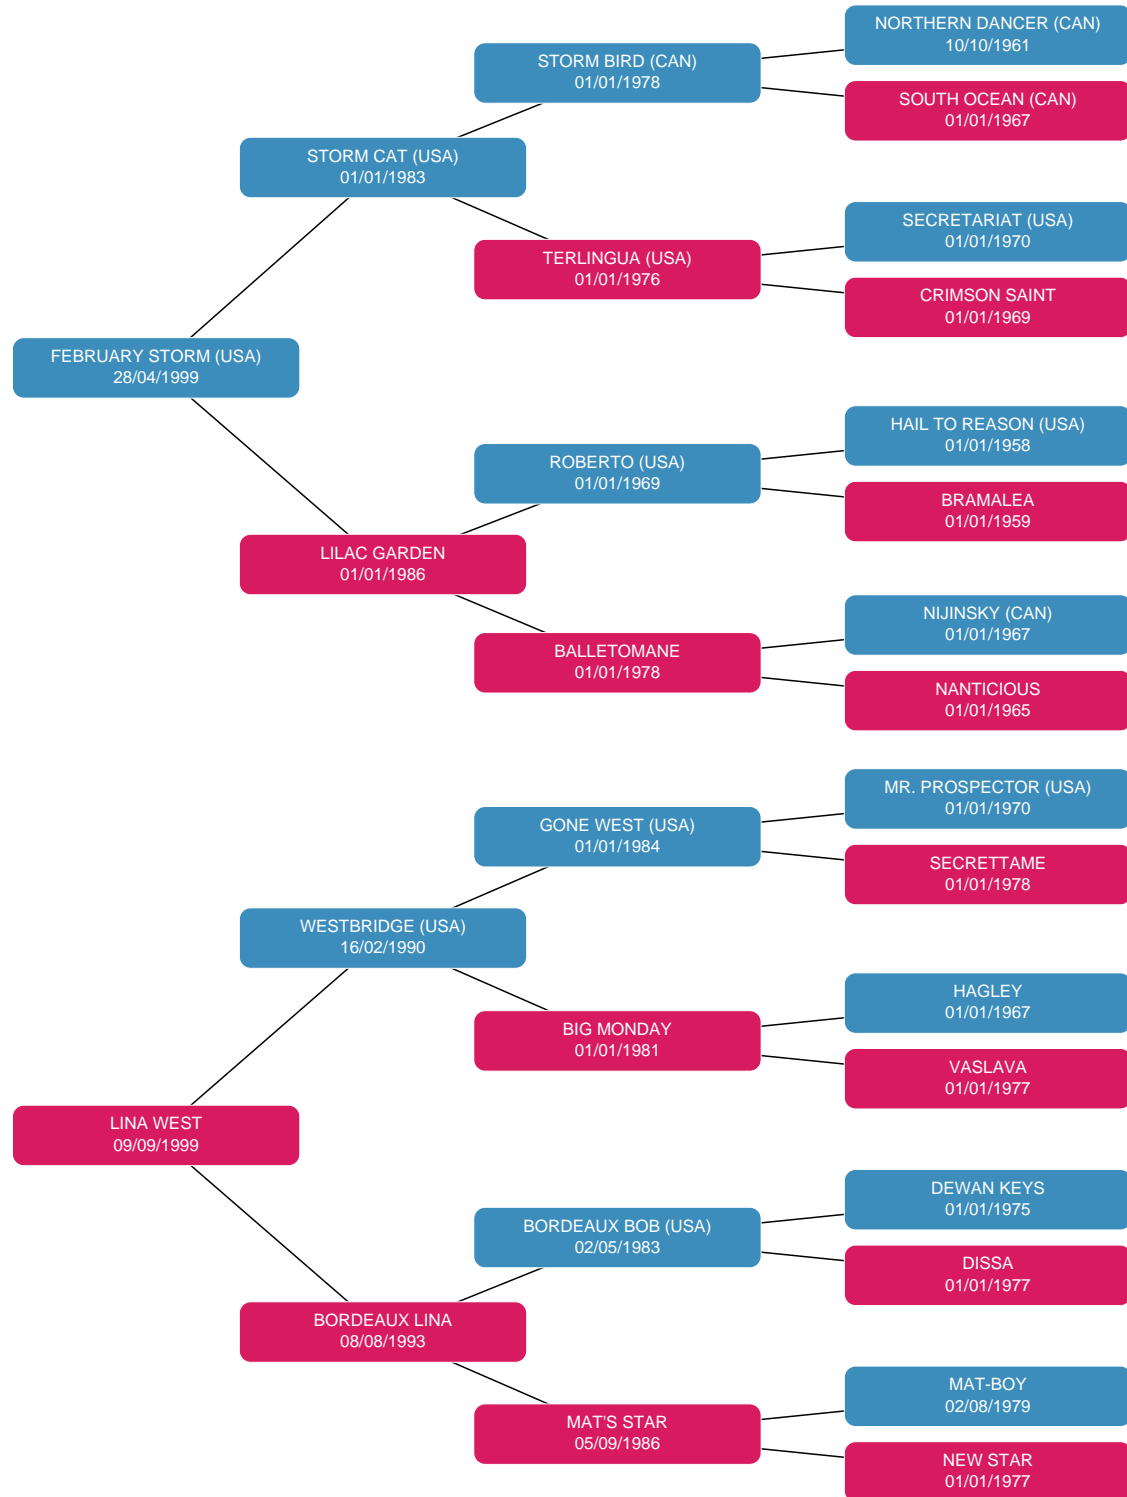 NORTHERN DANCER (CAN)
10/10/1961
STORM BIRD (CAN)
01/01/1978
SOUTH OCEAN (CAN)
01/01/1967
STORM CAT (USA)
01/01/1983
SECRETARIAT (USA)
01/01/1970
TERLINGUA (USA)
01/01/1976
CRIMSON SAINT
01/01/1969
FEBRUARY STORM (USA)
28/04/1999
HAIL TO REASON (USA)
01/01/1958
ROBERTO (USA)
01/01/1969
BRAMALEA
01/01/1959
LILAC GARDEN
01/01/1986
NIJINSKY (CAN)
01/01/1967
BALLETOMANE
01/01/1978
NANTICIOUS
01/01/1965
MR. PROSPECTOR (USA)
01/01/1970
GONE WEST (USA)
01/01/1984
SECRETTAME
01/01/1978
WESTBRIDGE (USA)
16/02/1990
HAGLEY
01/01/1967
BIG MONDAY
01/01/1981
VASLAVA
01/01/1977
LINA WEST
09/09/1999
DEWAN KEYS
01/01/1975
BORDEAUX BOB (USA)
02/05/1983
DISSA
01/01/1977
BORDEAUX LINA
08/08/1993
MAT-BOY
02/08/1979
MAT'S STAR
05/09/1986
NEW STAR
01/01/1977